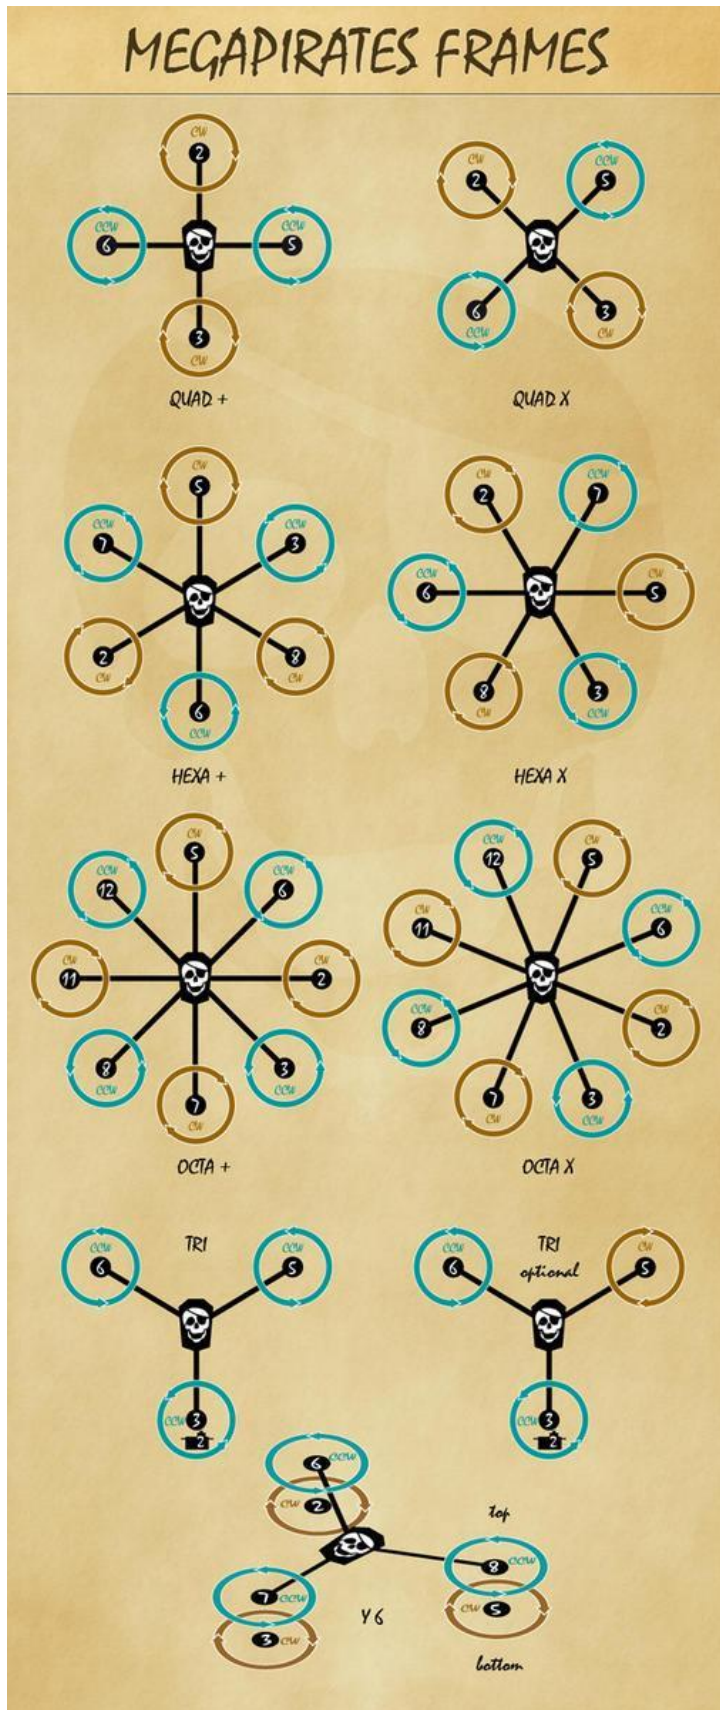 MEGAPIRATES FRAMES
CW
2
CCW
6
CCW
5
3
CW
QUAD +
CW
2
CCW
5
6
CCW
3
CW
QUAD X
CW
5
CCW
7
CCW
3
2
CW
8
CW
6
CCW
HEXA +
CW
2
CCW
7
CCW
6
CW
5
8
CW
3
CCW
HEXA X
CW
5
CCW
12
CCW
6
CW
11
CW
2
8
CCW
3
CCW
7
CW
OCTA +
CCW
12
CW
5
CW
11
CCW
6
CCW
8
CW
2
7
CW
3
CCW
OCTA X
TRI
CCW
6
CCW
5
CCW 3
2
TRI
optional
CCW
6
CW
5
CCW 3
2
6 CCW
CW 2
top
8 CCW
CW 5
7 CCW
3 CW
Y 6
bottom